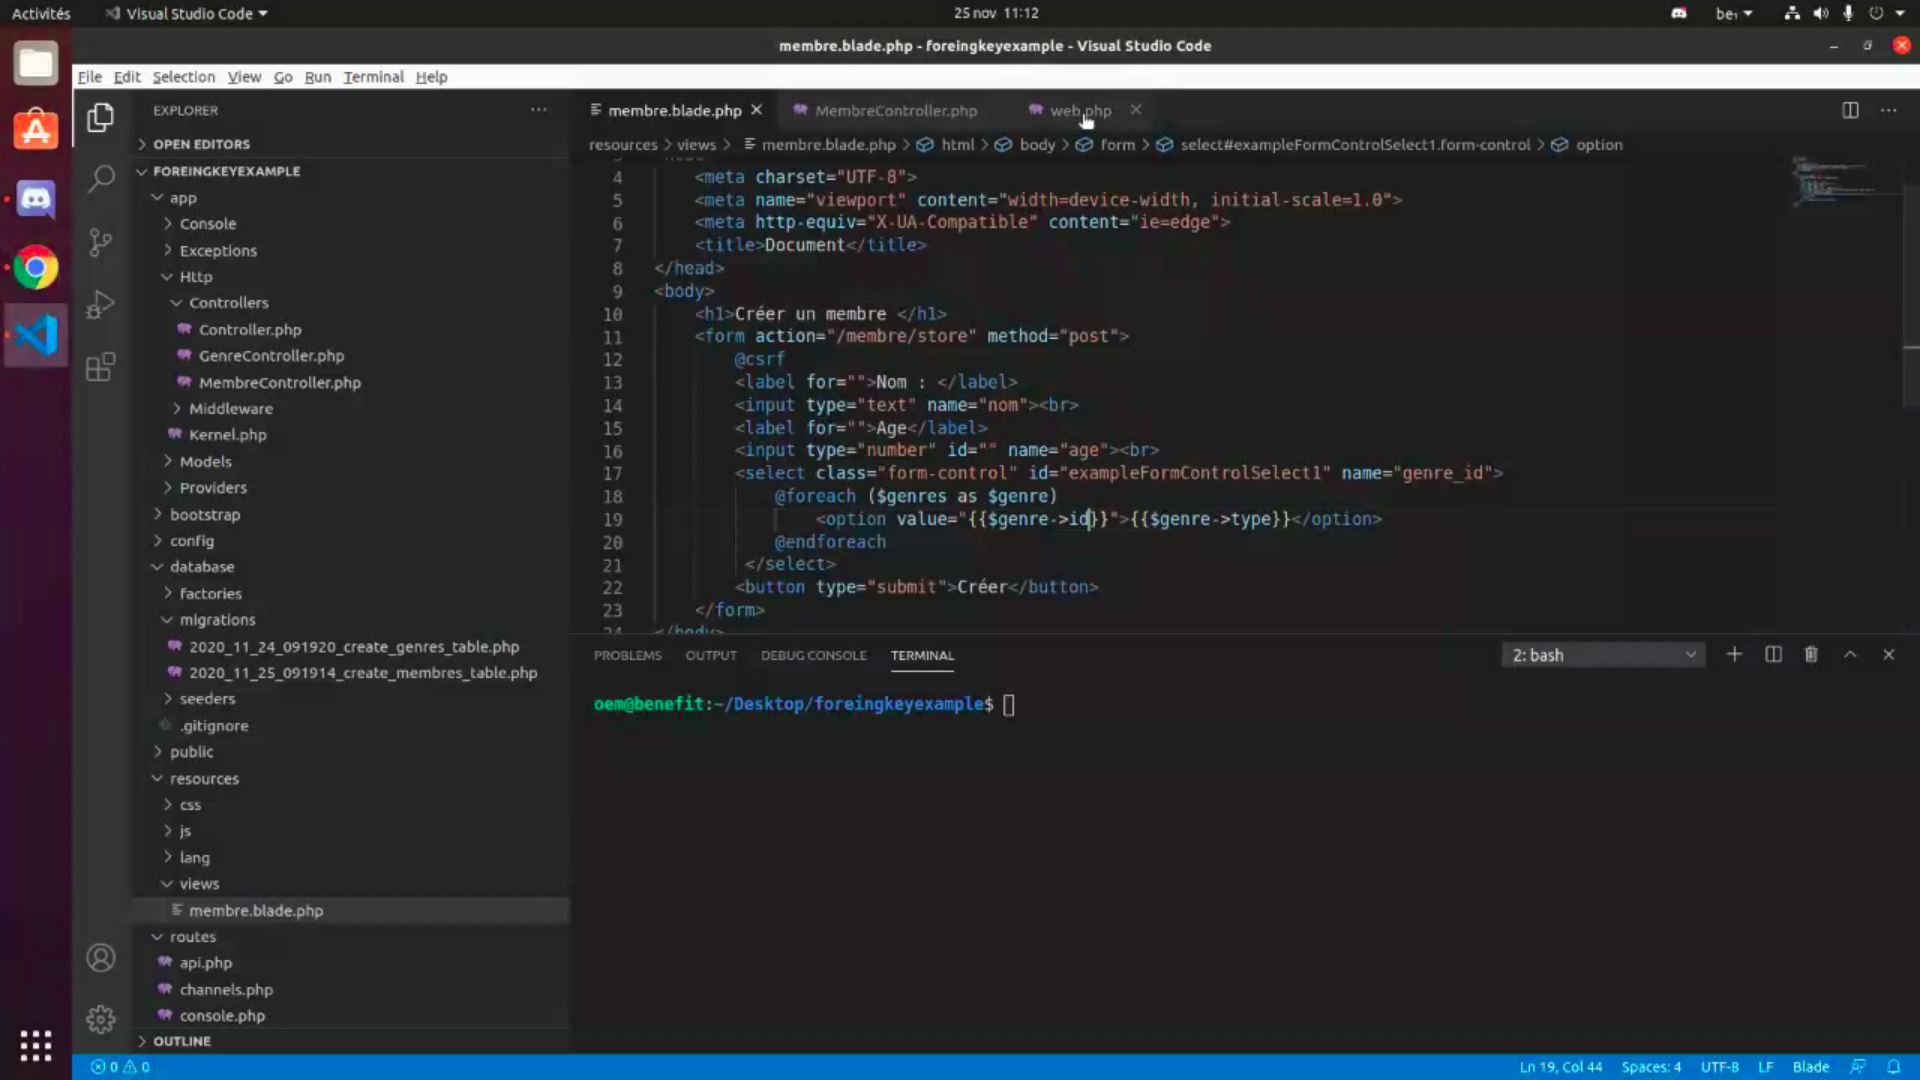 Activités
Visual Studio Code
25 nov 11:12
be₁
membre.blade.php - foreingkeyexample - Visual Studio Code
File Edit Selection View Go Run Terminal Help
EXPLORER
OPEN EDITORS
FOREINGKEYEXAMPLE
app
Console
Exceptions
Http
Controllers
Controller.php
GenreController.php
MembreController.php
Middleware
Kernel.php
Models
Providers
bootstrap
config
database
factories
migrations
2020_11_24_091920_create_genres_table.php
2020_11_25_091914_create_membres_table.php
seeders
.gitignore
public
resources
css
js
lang
views
membre.blade.php
routes
api.php
channels.php
console.php
OUTLINE
membre.blade.php MembreController.php web.php
resources > views > membre.blade.php > html > body > form > select#exampleFormControlSelect1.form-control > option
4 <meta charset="UTF-8">
5 <meta name="viewport" content="width=device-width, initial-scale=1.0">
6 <meta http-equiv="X-UA-Compatible" content="ie=edge">
7 <title>Document</title>
8 </head>
9 <body>
10 <h1>Créer un membre </h1>
11 <form action="/membre/store" method="post">
12 @csrf
13 <label for="">Nom : </label>
14 <input type="text" name="nom"><br>
15 <label for="">Age</label>
16 <input type="number" id="" name="age"><br>
17 <select class="form-control" id="exampleFormControlSelect1" name="genre_id">
18 @foreach ($genres as $genre)
19 <option value="{{$genre->id}}">{{$genre->type}}</option>
20 @endforeach
21 </select>
22 <button type="submit">Créer</button>
23 </form>
24 </body>
PROBLEMS OUTPUT DEBUG CONSOLE TERMINAL
2: bash
oem@benefit:~/Desktop/foreingkeyexample$
0 0
Ln 19, Col 44 Spaces: 4 UTF-8 LF Blade